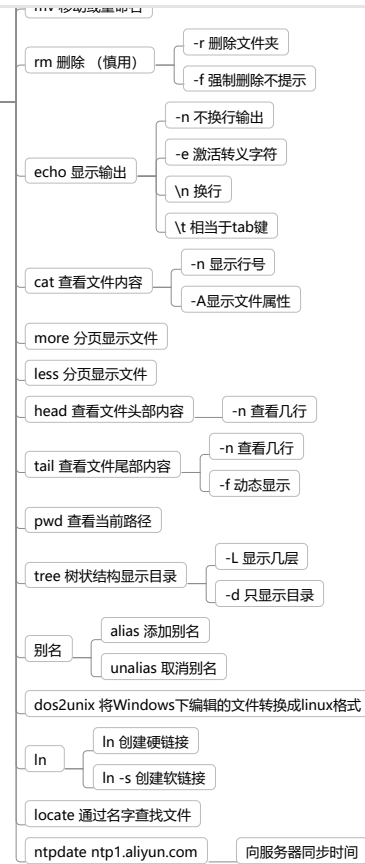 mv 移动或重命名
rm 删除 （慎用）
-r 删除文件夹
-f 强制删除不提示
echo 显示输出
-n 不换行输出
-e 激活转义字符
\n 换行
\t 相当于tab键
cat 查看文件内容
-n 显示行号
-A显示文件属性
more 分页显示文件
less 分页显示文件
head 查看文件头部内容
-n 查看几行
tail 查看文件尾部内容
-n 查看几行
-f 动态显示
pwd 查看当前路径
tree 树状结构显示目录
-L 显示几层
-d 只显示目录
别名
alias 添加别名
unalias 取消别名
dos2unix 将Windows下编辑的文件转换成linux格式
ln
ln 创建硬链接
ln -s 创建软链接
locate 通过名字查找文件
ntpdate ntp1.aliyun.com
向服务器同步时间